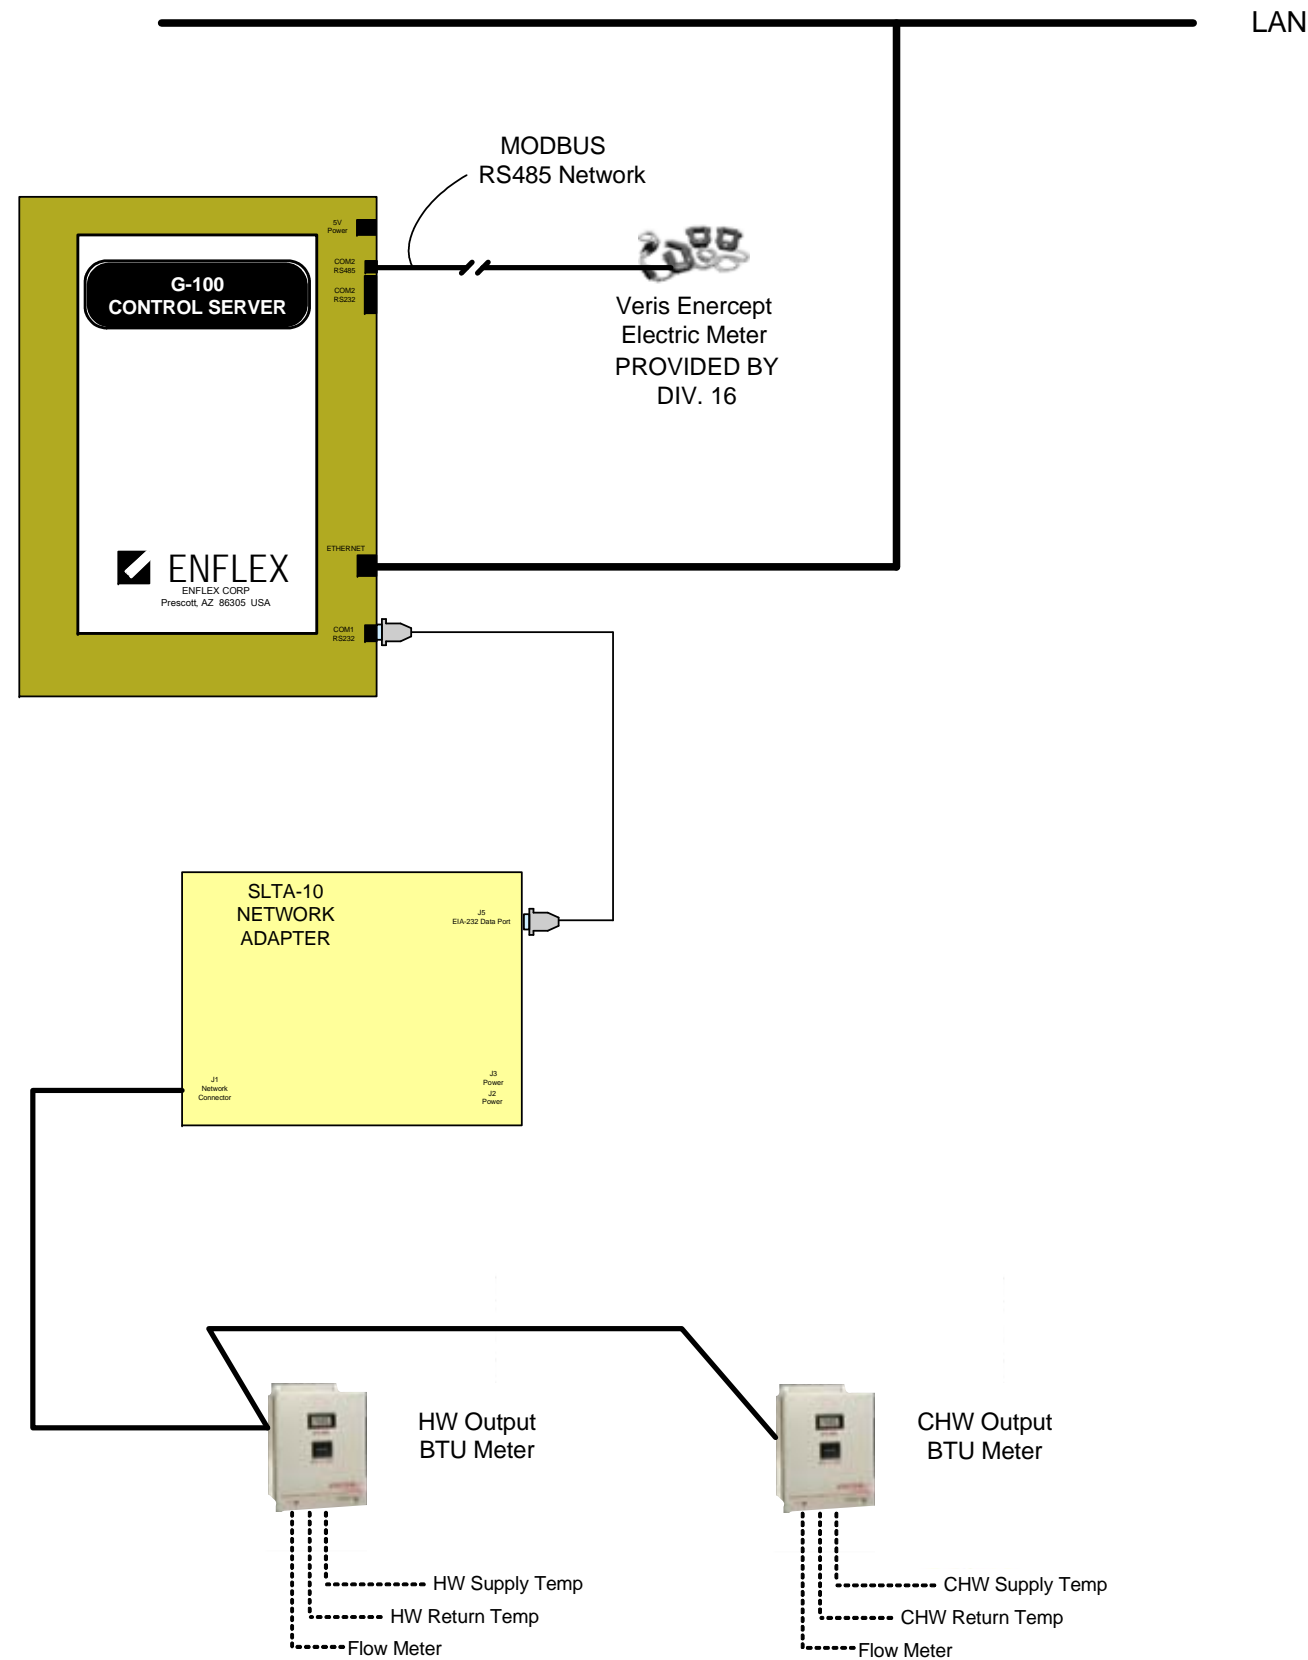 LAN
MODBUS
RS485 Network
5V
Power
COM2
RS485
COM2
RS232
G-100
CONTROL SERVER
Veris Enercept
Electric Meter
PROVIDED BY
DIV. 16
ETHERNET
ENFLEX
ENFLEX CORP
Prescott, AZ 86305 USA
COM1
RS232
SLTA-10
NETWORK
ADAPTER
J5
EIA-232 Data Port
J1
Network
Connector
J3
Power
J2
Power
HW Output
BTU Meter
CHW Output
BTU Meter
HW Supply Temp
HW Return Temp
Flow Meter
CHW Supply Temp
CHW Return Temp
Flow Meter